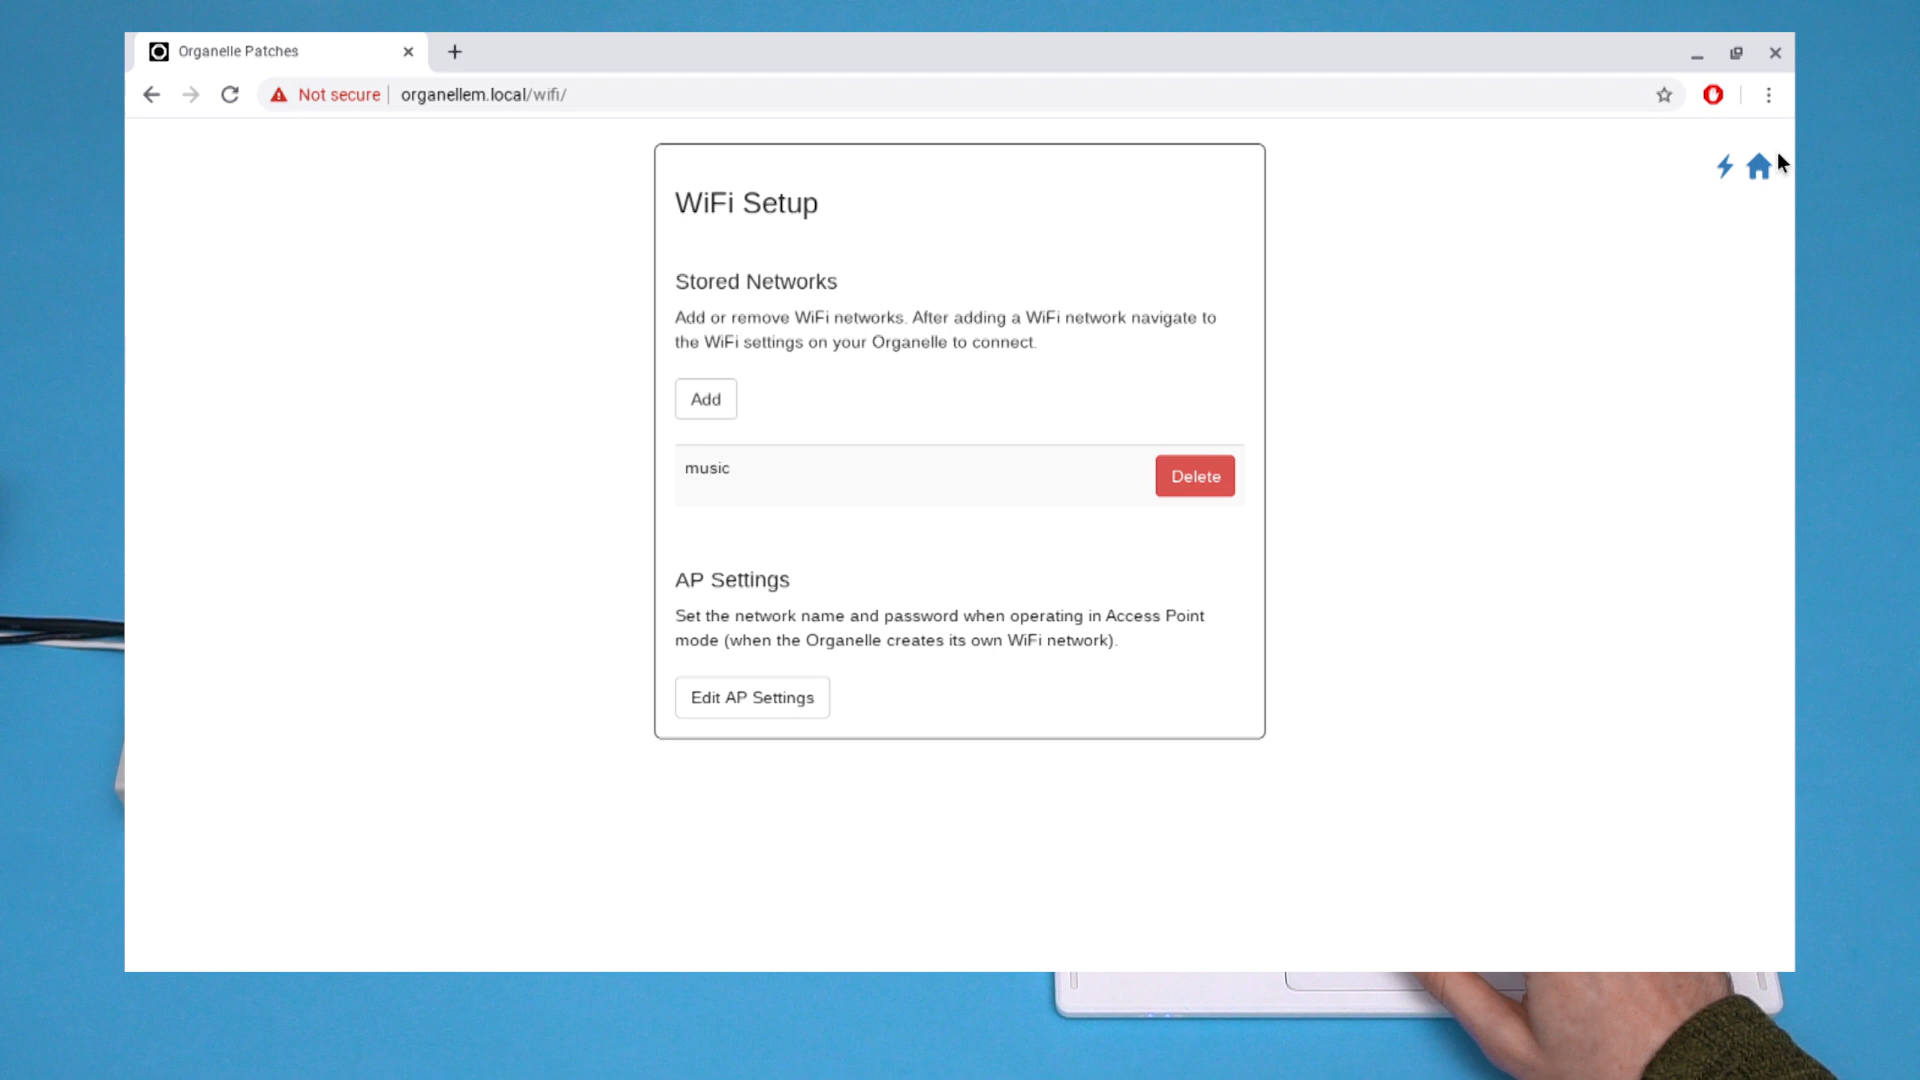 Organelle Patches
Not secure
organellem.local/wifi/
WiFi Setup
Stored Networks
Add or remove WiFi networks. After adding a WiFi network navigate to
the WiFi settings on your Organelle to connect.
Add
music
Delete
AP Settings
Set the network name and password when operating in Access Point
mode (when the Organelle creates its own WiFi network).
Edit AP Settings